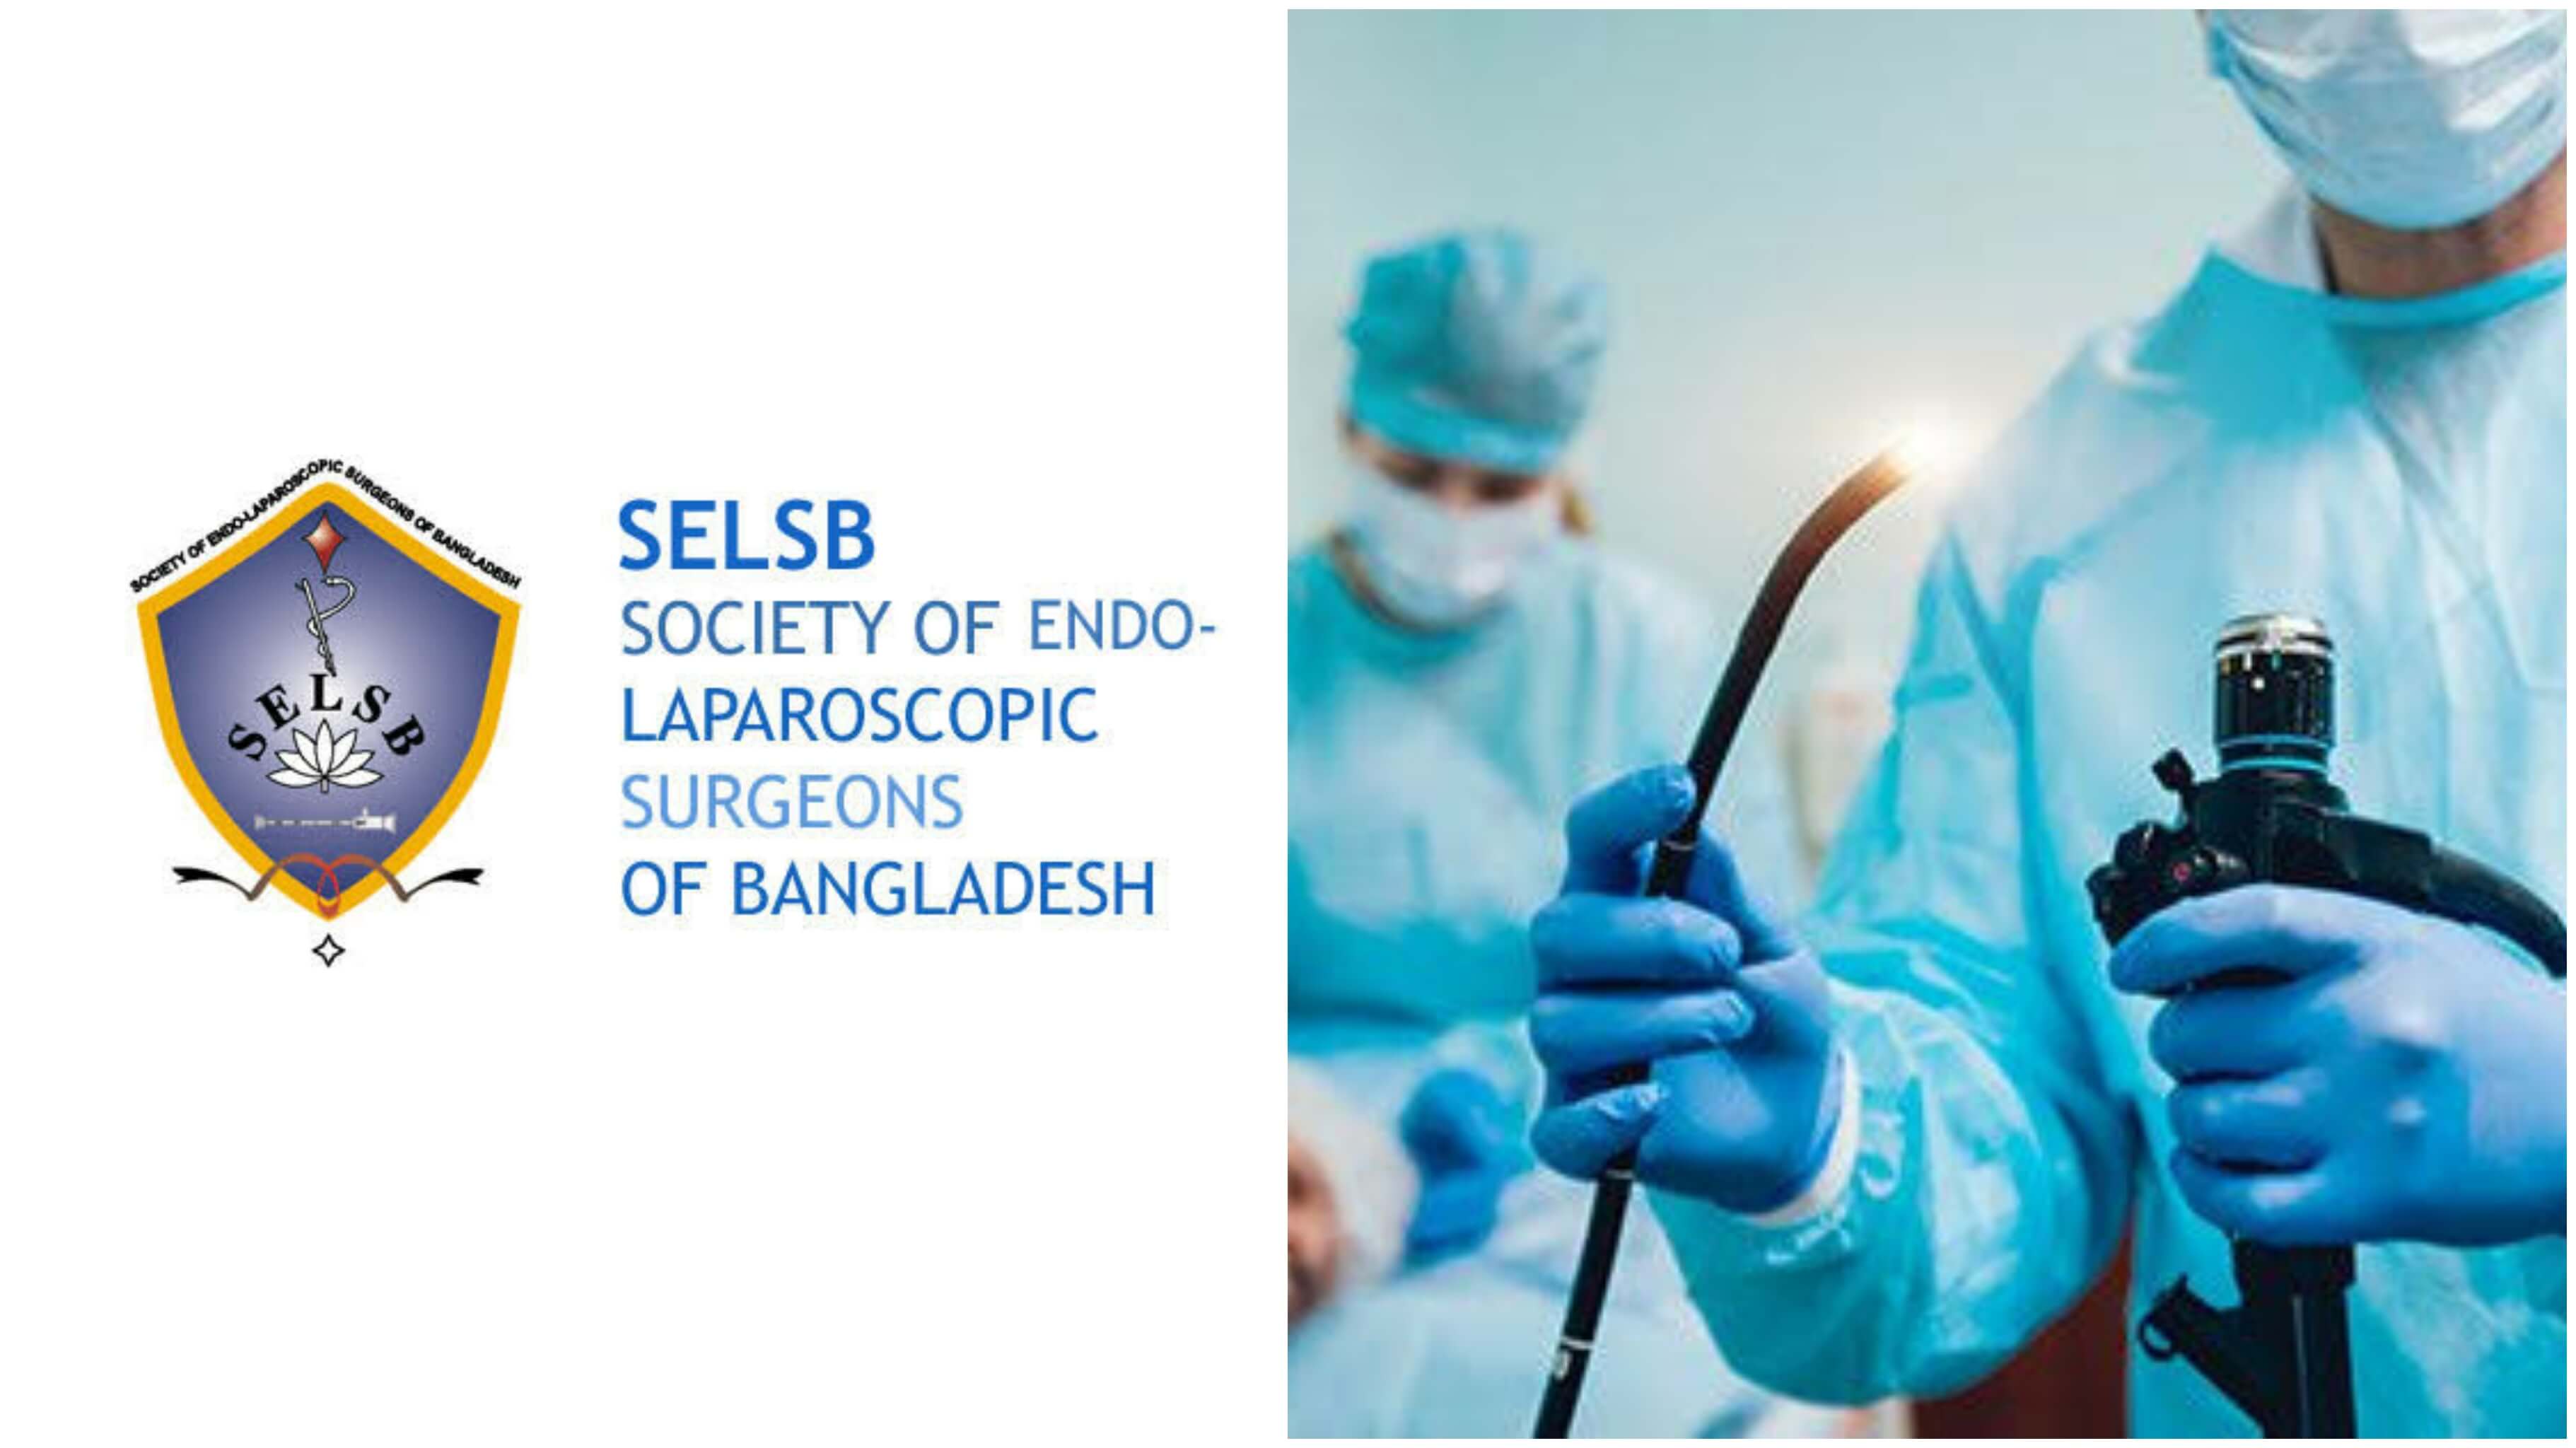 SOCIETY OF ENDO-LAPAROSCOPIC SURGEONS OF BANGLADESH
SELSB
SELSB
SOCIETY OF ENDO-
LAPAROSCOPIC
SURGEONS
OF BANGLADESH